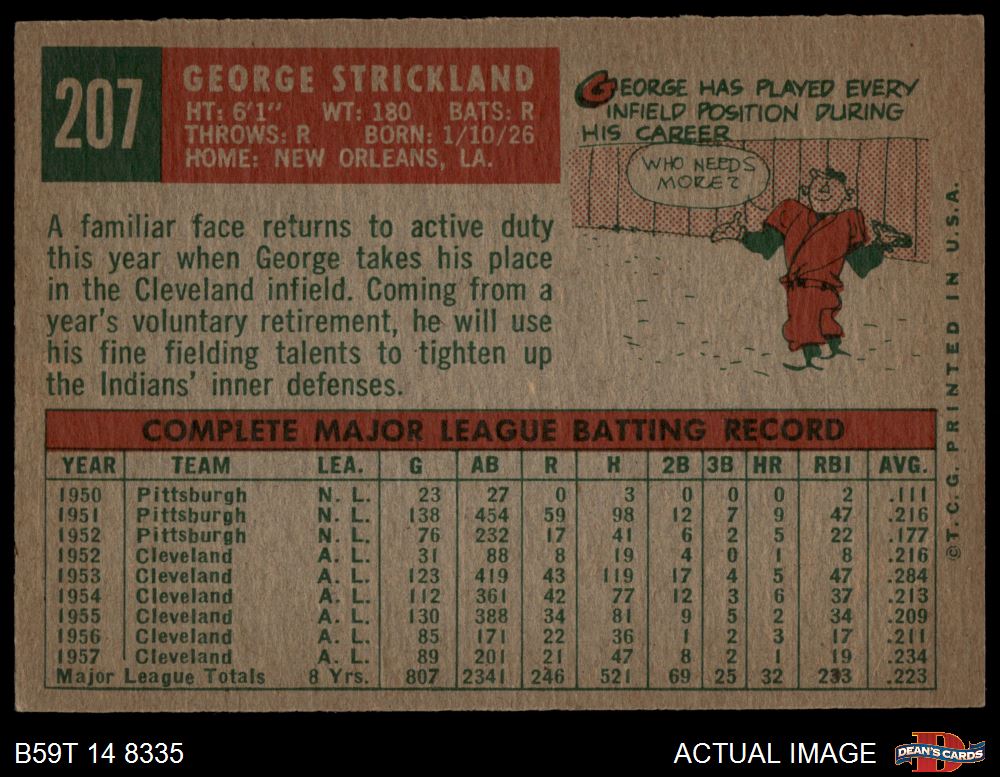 207
GEORGE STRICKLAND
HT: 6'1" WT: 180 BATS: R
THROWS: R BORN: 1/10/26
HOME: NEW ORLEANS, LA.
GEORGE HAS PLAYED EVERY
INFIELD POSITION DURING
HIS CAREER
WHO NEEDS
MORE?
A familiar face returns to active duty
this year when George takes his place
in the Cleveland infield. Coming from a
year's voluntary retirement, he will use
his fine fielding talents to tighten up
the Indians' inner defenses.
COMPLETE MAJOR LEAGUE BATTING RECORD
YEAR TEAM LEA. G AB R H 2B 3B HR RBI AVG.
1950 Pittsburgh N. L. 23 27 0 3 0 0 0 2 .111
1951 Pittsburgh N. L. 138 454 59 98 12 7 9 47 .216
1952 Pittsburgh N. L. 76 232 17 41 6 2 5 22 .177
1952 Cleveland A. L. 31 88 8 19 4 0 1 8 .216
1953 Cleveland A. L. 123 419 43 119 17 4 5 47 .284
1954 Cleveland A. L. 112 361 42 77 12 3 6 37 .213
1955 Cleveland A. L. 130 388 34 81 9 5 2 34 .209
1956 Cleveland A. L. 85 171 22 36 1 2 3 17 .211
1957 Cleveland A. L. 89 201 21 47 8 2 1 19 .234
Major League Totals 8 Yrs. 807 2341 246 521 69 25 32 233 .223
©T. C. G. PRINTED IN U.S.A.
B59T 14 8335
ACTUAL IMAGE
DEAN'S CARDS